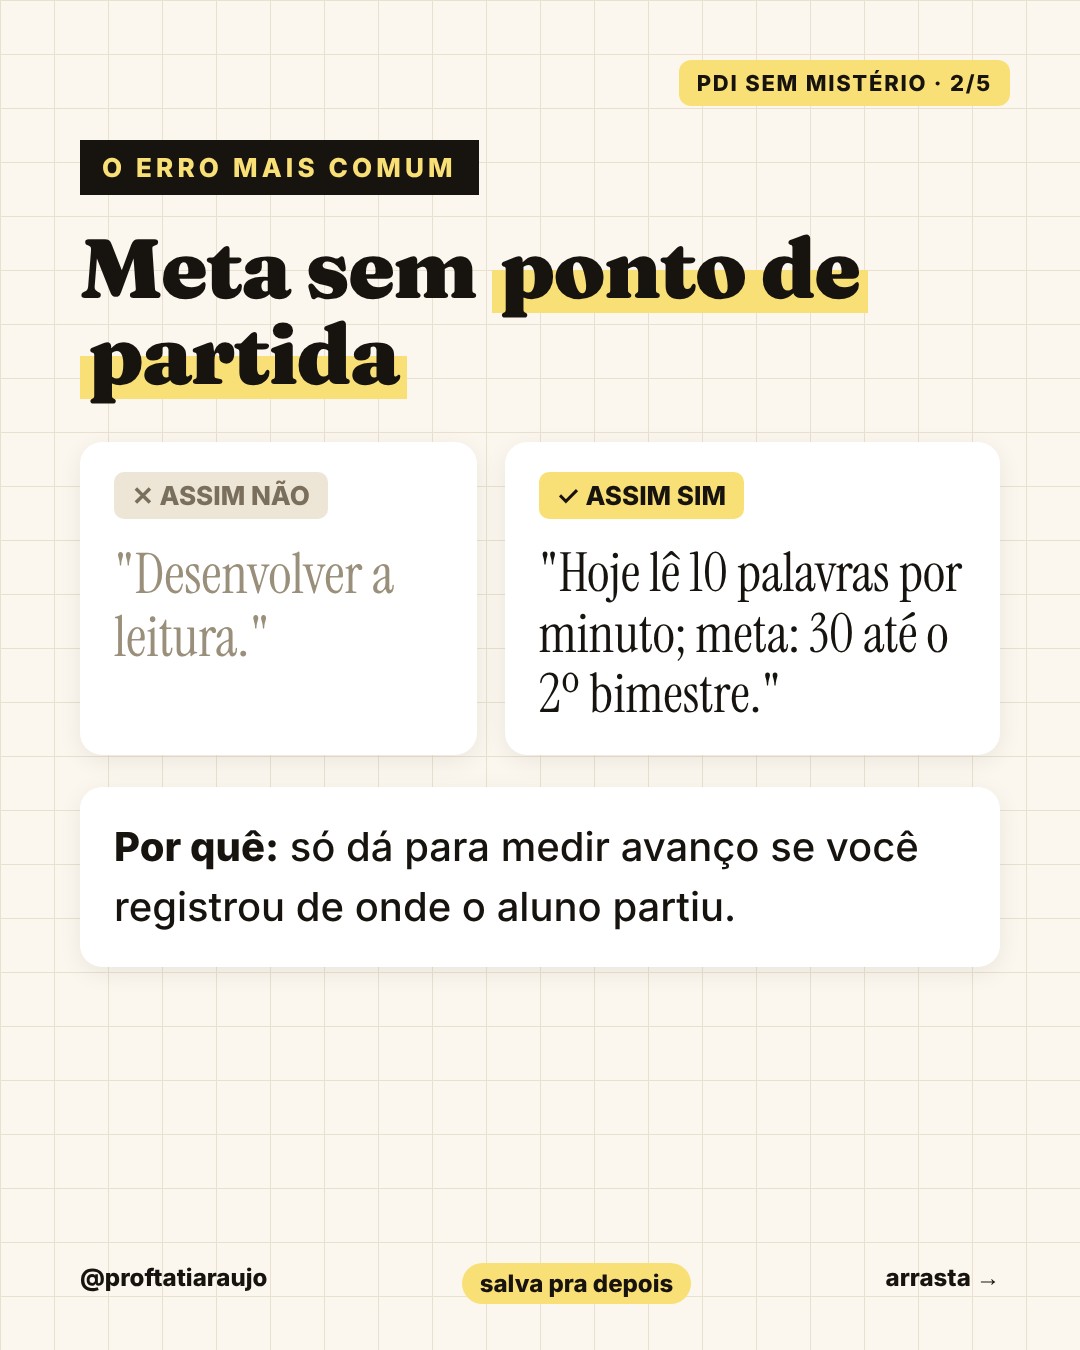 PDI SEM MISTÉRIO · 2/5
O ERRO MAIS COMUM
Meta sem ponto de
partida
✕ ASSIM NÃO
"Desenvolver a
leitura."
✓ ASSIM SIM
"Hoje lê 10 palavras por
minuto; meta: 30 até o
2º bimestre."
Por quê: só dá para medir avanço se você
registrou de onde o aluno partiu.
@proftatiaraujo
salva pra depois
arrasta →